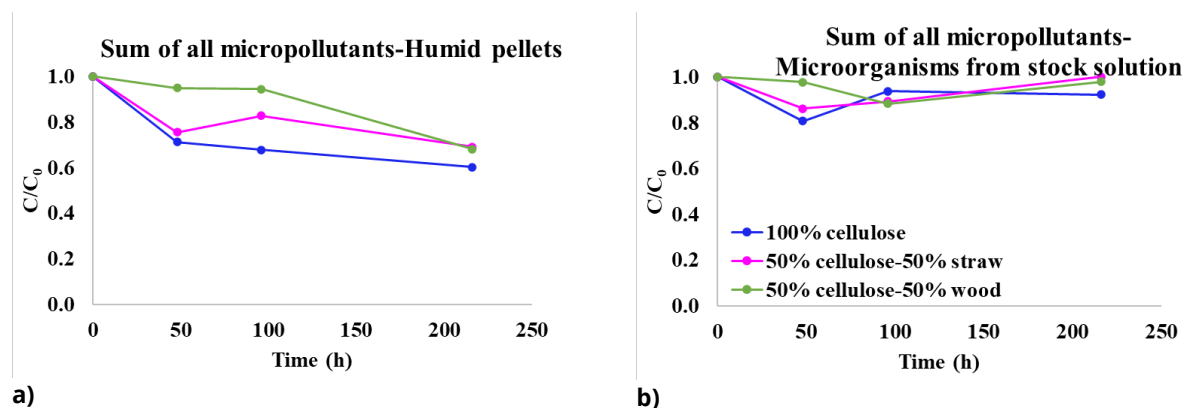 Sum of all micropollutants-Humid pellets
1.0
0.8
0.6
0.4
0.2
0.0
C/C₀
0 50 100 150 200 250
Time (h)
a)
Sum of all micropollutants-
Microorganisms from stock solution
1.0
0.8
0.6
0.4
0.2
0.0
C/C₀
100% cellulose
50% cellulose-50% straw
50% cellulose-50% wood
0 50 100 150 200 250
Time (h)
b)